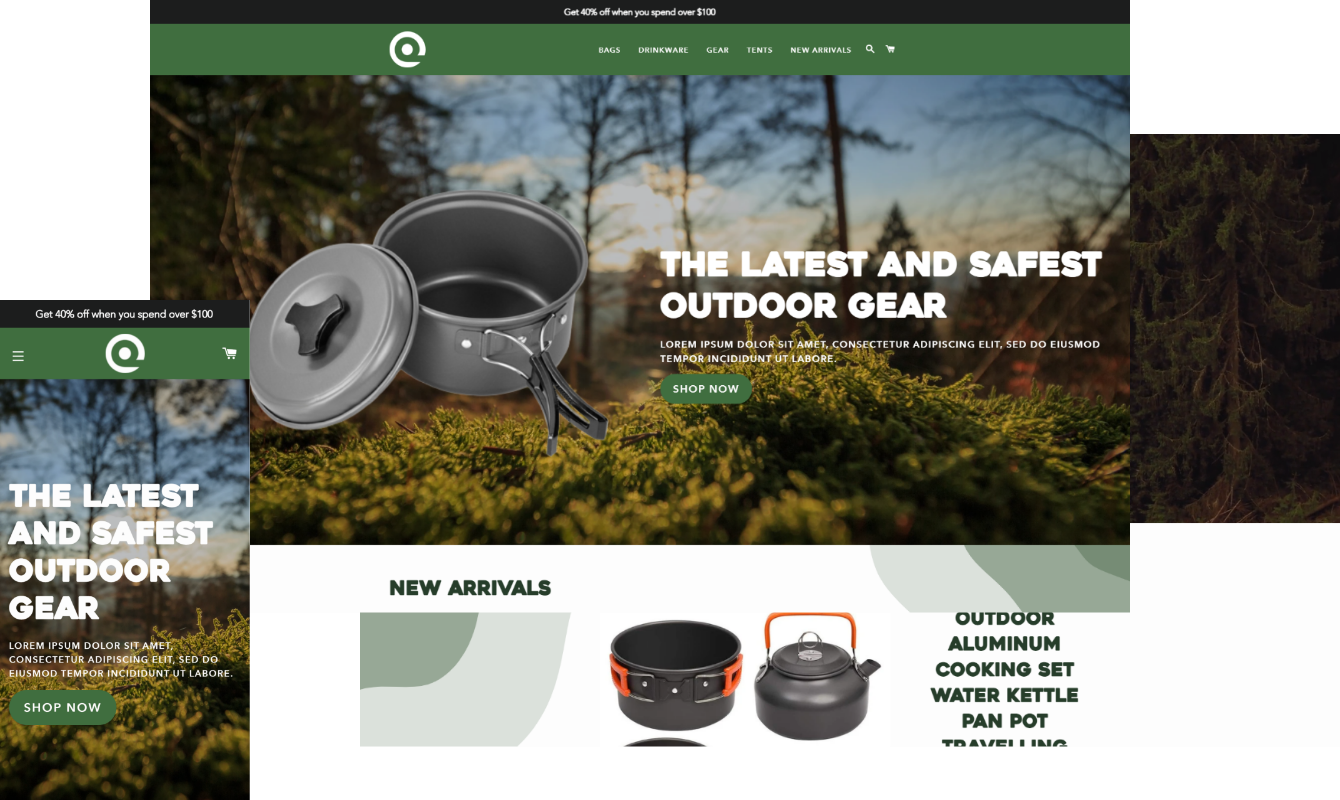 Get 40% off when you spend over $100
BAGS DRINKWARE GEAR TENTS NEW ARRIVALS
THE LATEST AND SAFEST
OUTDOOR GEAR
LOREM IPSUM DOLOR SIT AMET, CONSECTETUR ADIPISCING ELIT, SED DO EIUSMOD
TEMPOR INCIDIDUNT UT LABORE.
SHOP NOW
Get 40% off when you spend over $100
THE LATEST
AND SAFEST
OUTDOOR
GEAR
LOREM IPSUM DOLOR SIT AMET,
CONSECTETUR ADIPISCING ELIT, SED DO
EIUSMOD TEMPOR INCIDIDUNT UT LABORE.
SHOP NOW
NEW ARRIVALS
OUTDOOR
ALUMINUM
COOKING SET
WATER KETTLE
PAN POT
TRAVELLING